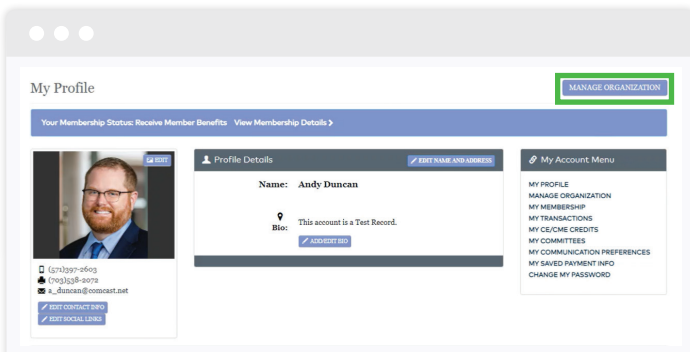 My Profile
MANAGE ORGANIZATION
Your Membership Status: Receive Member Benefits View Membership Details
EDIT
(571)397-2603
(703)538-2072
a_duncan@comcast.net
EDIT CONTACT INFO
EDIT SOCIAL LINKS
Profile Details
EDIT NAME AND ADDRESS
Name: Andy Duncan
Bio: This account is a Test Record.
ADD/EDIT BIO
My Account Menu
MY PROFILE
MANAGE ORGANIZATION
MY MEMBERSHIP
MY TRANSACTIONS
MY CE/CME CREDITS
MY COMMITTEES
MY COMMUNICATION PREFERENCES
MY SAVED PAYMENT INFO
CHANGE MY PASSWORD